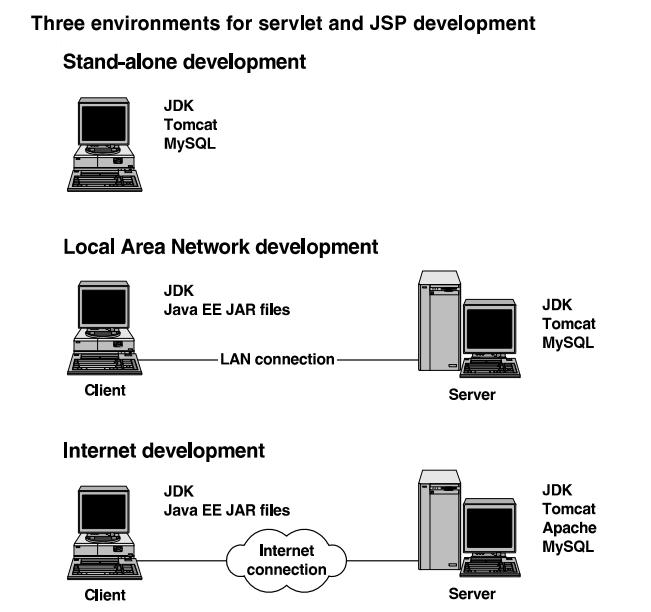 Three environments for servlet and JSP development
Stand-alone development
JDK
Tomcat
MySQL
Local Area Network development
JDK
Java EE JAR files
LAN connection
Client
JDK
Tomcat
MySQL
Server
Internet development
JDK
Java EE JAR files
Internet
connection
Client
JDK
Tomcat
Apache
MySQL
Server